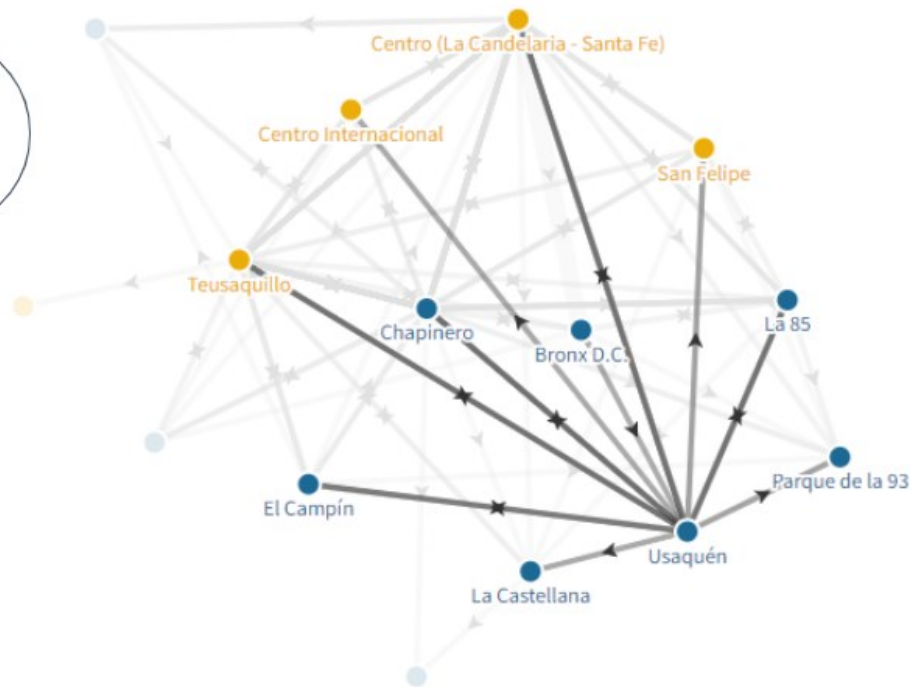 Centro (La Candelaria - Santa Fe)
Centro Internacional
San Felipe
Teusaquillo
Chapinero
La 85
Bronx D.C.
Parque de la 93
El Campín
Usaquén
La Castellana